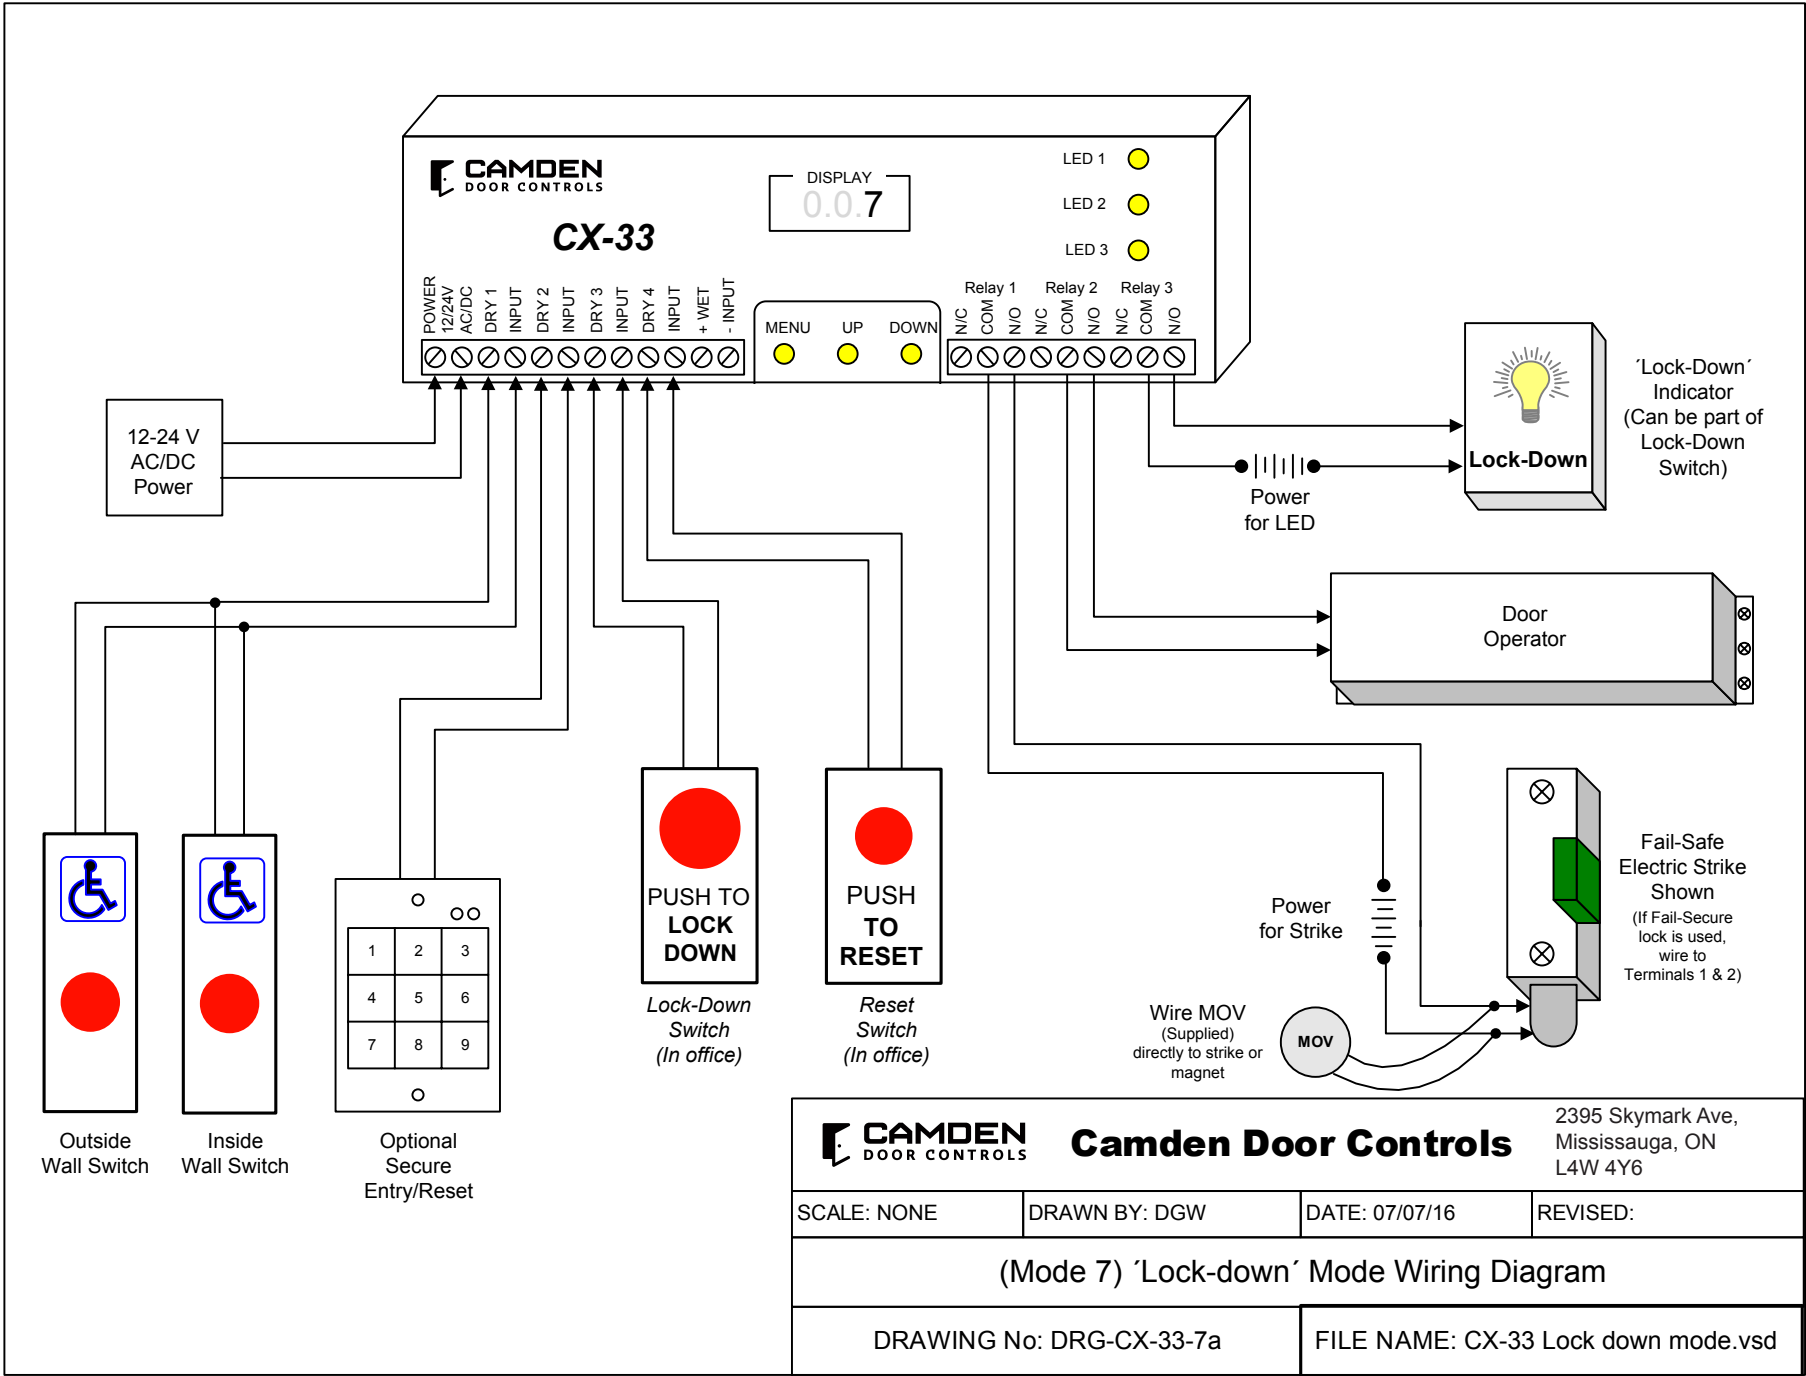 CAMDEN
DOOR CONTROLS
CX-33
DISPLAY
0.0.7
LED 1
LED 2
LED 3
POWER
12/24V
AC/DC
DRY 1
INPUT
DRY 2
INPUT
DRY 3
INPUT
DRY 4
INPUT
+ WET
- INPUT
MENU UP DOWN
Relay 1 Relay 2 Relay 3
N/C
COM
N/O
N/C
COM
N/O
N/C
COM
N/O
12-24 V
AC/DC
Power
Lock-Down
´Lock-Down´
Indicator
(Can be part of
Lock-Down
Switch)
Power
for LED
Door
Operator
PUSH TO
LOCK
DOWN
Lock-Down
Switch
(In office)
PUSH
TO
RESET
Reset
Switch
(In office)
1 2 3
4 5 6
7 8 9
Outside
Wall Switch
Inside
Wall Switch
Optional
Secure
Entry/Reset
Power
for Strike
Fail-Safe
Electric Strike
Shown
(If Fail-Secure
lock is used,
wire to
Terminals 1 & 2)
Wire MOV
(Supplied)
directly to strike or
magnet
MOV
CAMDEN
DOOR CONTROLS
Camden Door Controls
2395 Skymark Ave,
Mississauga, ON
L4W 4Y6
SCALE: NONE
DRAWN BY: DGW
DATE: 07/07/16
REVISED:
(Mode 7) ´Lock-down´ Mode Wiring Diagram
DRAWING No: DRG-CX-33-7a
FILE NAME: CX-33 Lock down mode.vsd